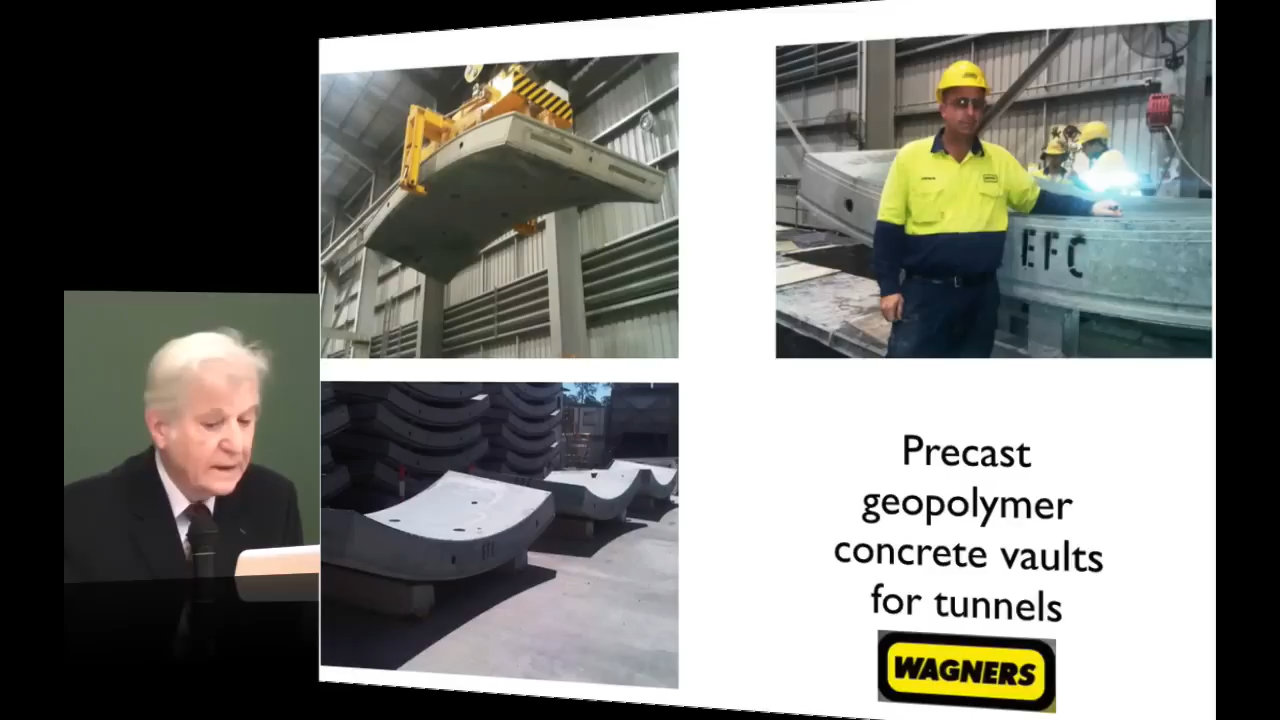 EFC
Precast
geopolymer
concrete vaults
for tunnels
WAGNERS